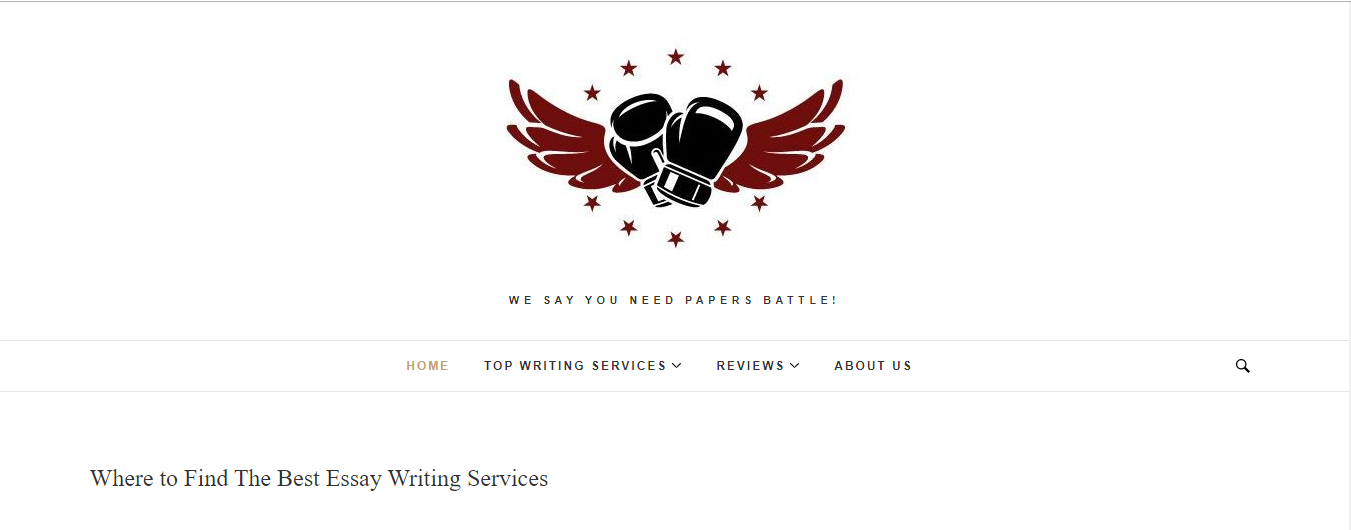 WE SAY YOU NEED PAPERS BATTLE!
HOME TOP WRITING SERVICES REVIEWS ABOUT US
Where to Find The Best Essay Writing Services